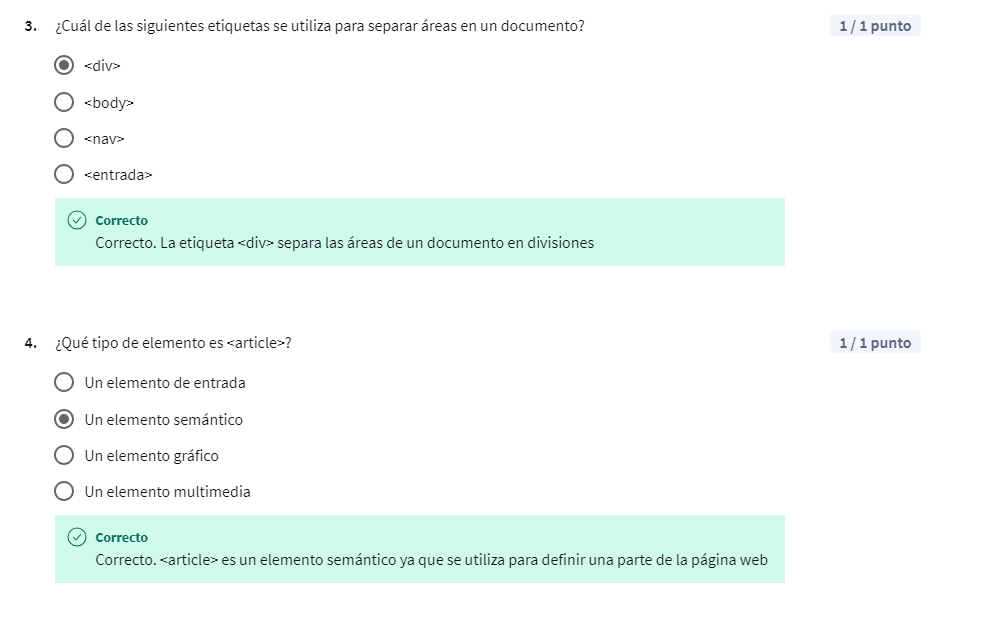 3. ¿Cuál de las siguientes etiquetas se utiliza para separar áreas en un documento? 1 / 1 punto
<div>
<body>
<nav>
<entrada>
Correcto
Correcto. La etiqueta <div> separa las áreas de un documento en divisiones
4. ¿Qué tipo de elemento es <article>? 1 / 1 punto
Un elemento de entrada
Un elemento semántico
Un elemento gráfico
Un elemento multimedia
Correcto
Correcto. <article> es un elemento semántico ya que se utiliza para definir una parte de la página web